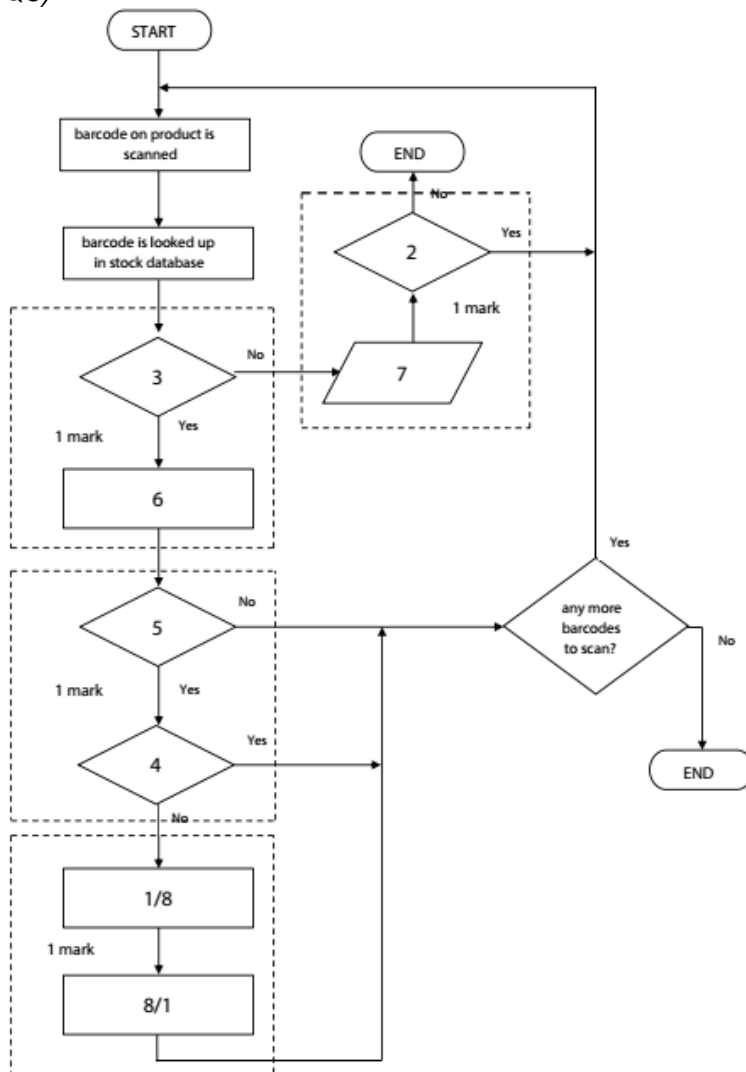 START
barcode on product is
scanned
END
No
barcode is looked up
in stock database
2
Yes
1 mark
3
No
7
Yes
1 mark
6
Yes
5
No
any more
barcodes
to scan?
No
1 mark
Yes
4
Yes
END
No
1/8
1 mark
8/1